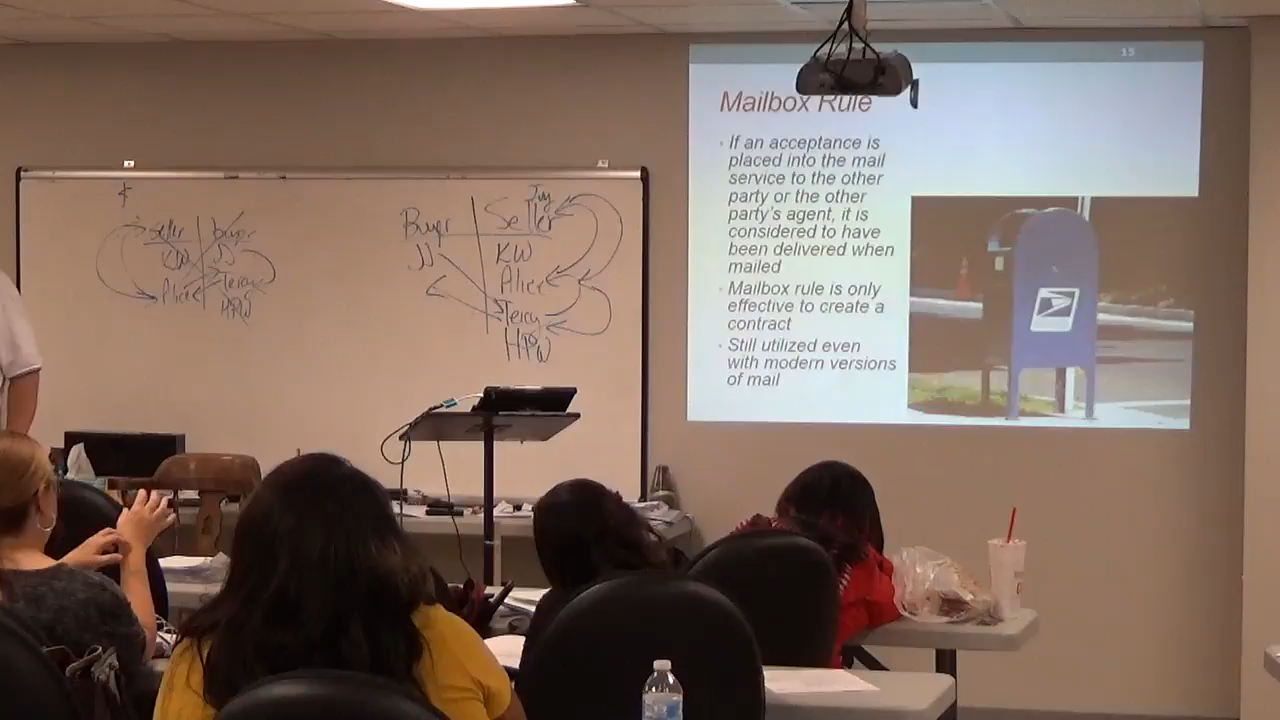 15
Mailbox Rule
If an acceptance is
placed into the mail
service to the other
party or the other
party's agent, it is
considered to have
been delivered when
mailed
Mailbox rule is only
effective to create a
contract
Still utilized even
with modern versions
of mail
Seller buyer
KW JJ
Alice Terry
HPW
Buyer Seller
JJ KW
Alice
Terry
HPW